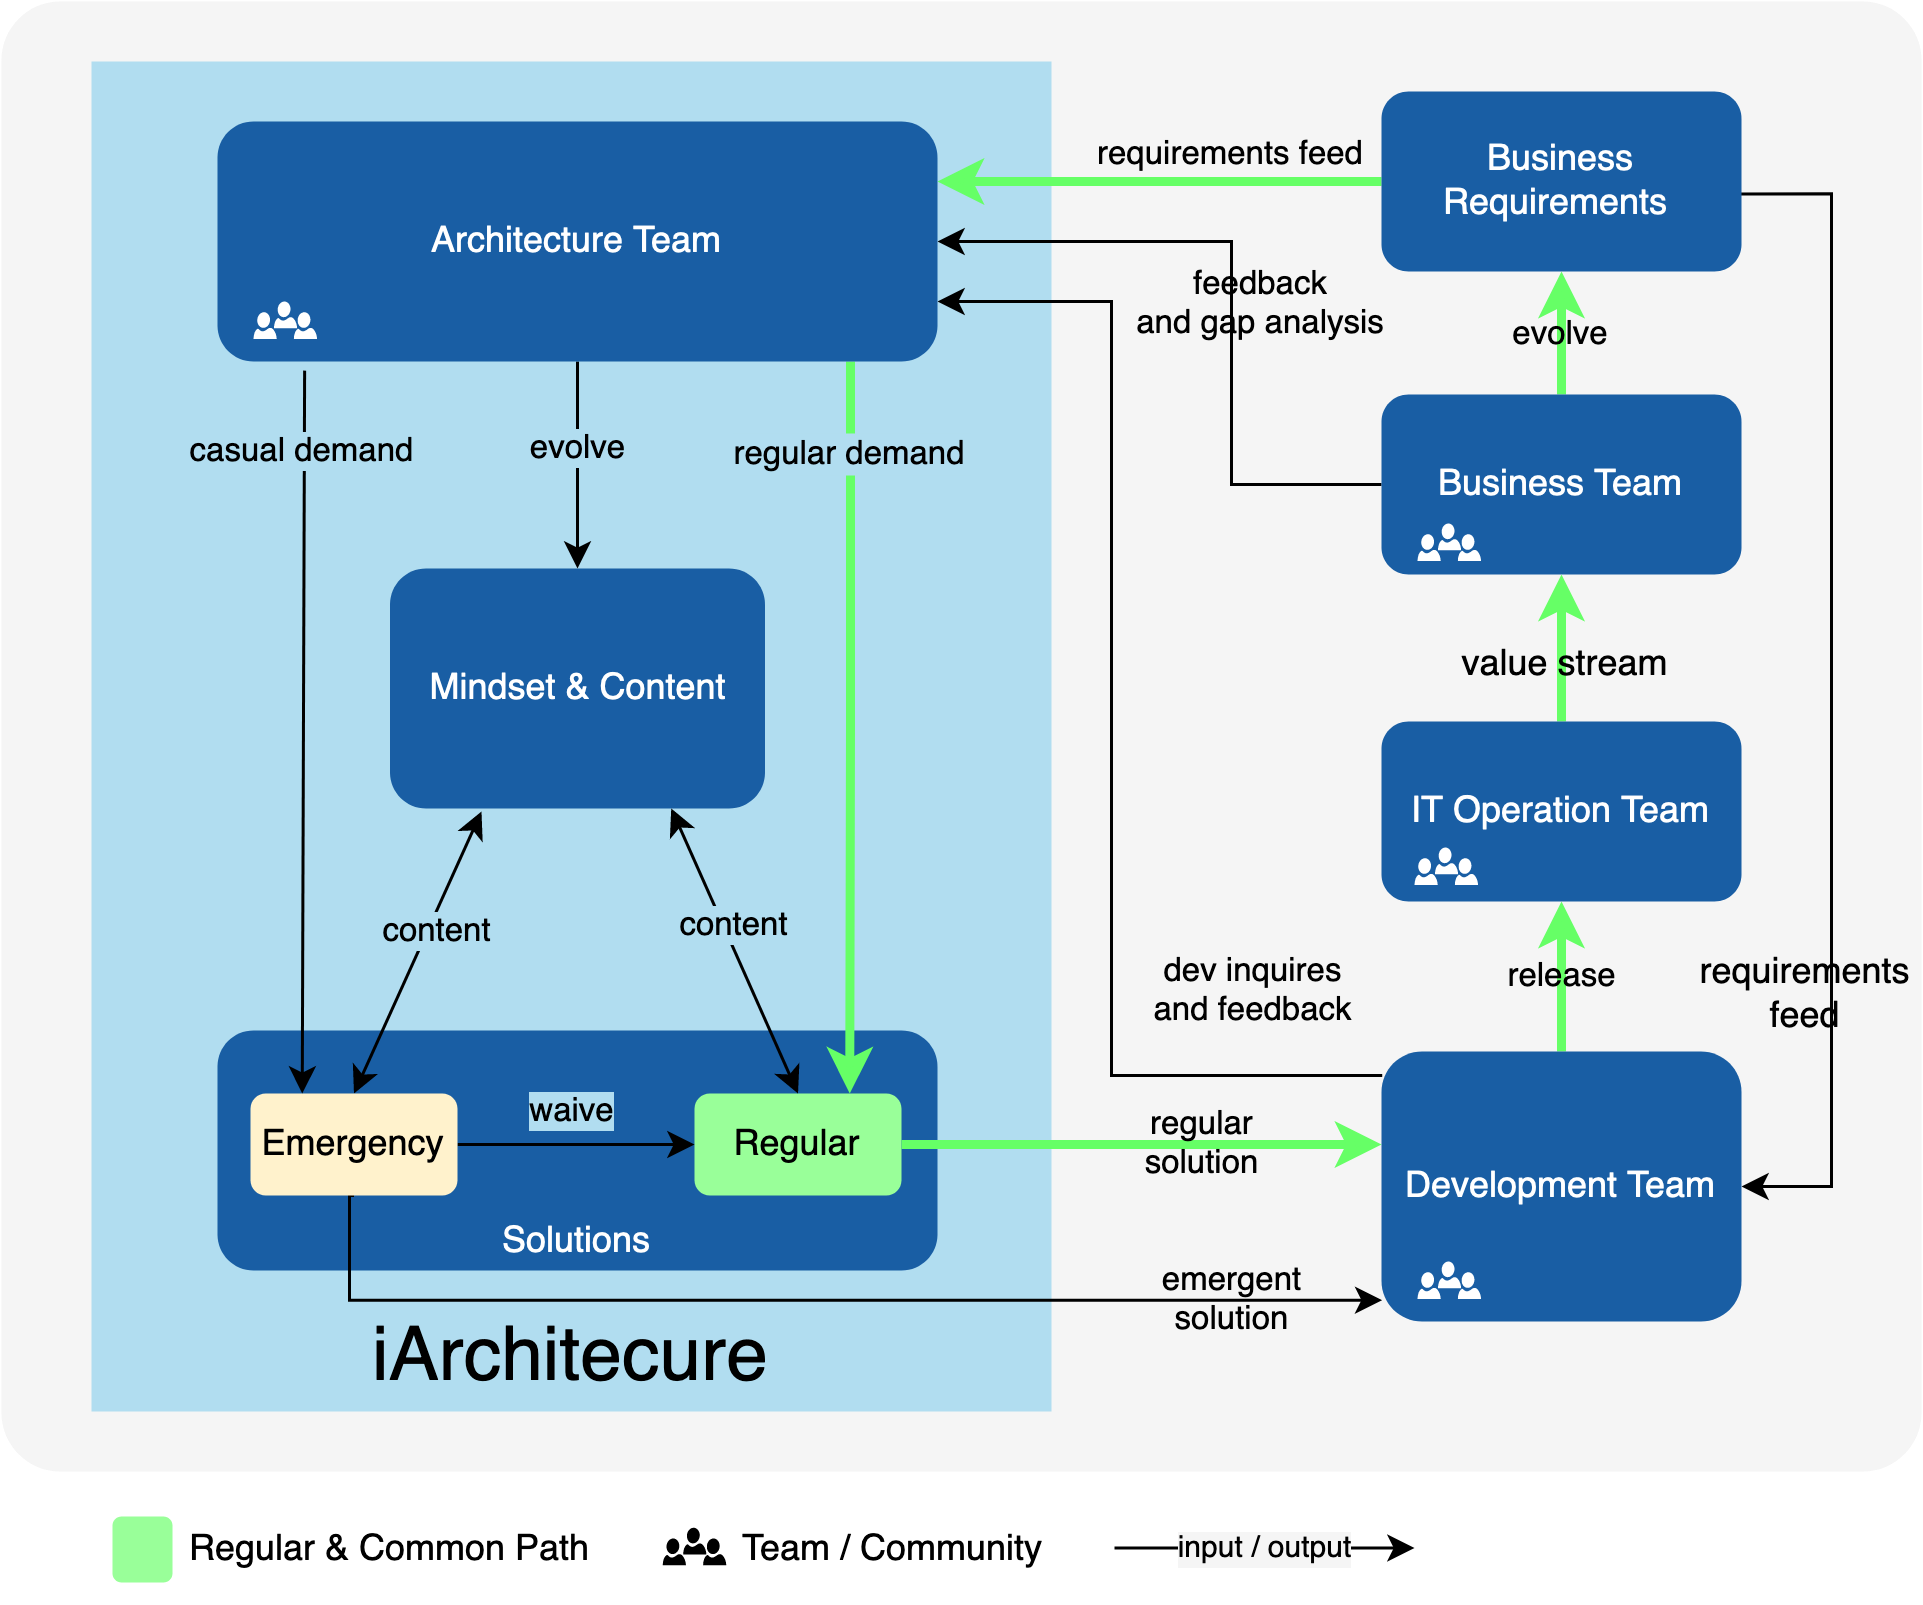 requirements feed
Business
Requirements
Architecture Team
feedback
and gap analysis
evolve
casual demand
evolve
regular demand
Business Team
value stream
Mindset & Content
IT Operation Team
content
content
dev inquires
and feedback
release
requirements
feed
waive
Emergency
Regular
regular
solution
Development Team
Solutions
emergent
solution
iArchitecure
Regular & Common Path
Team / Community
input / output